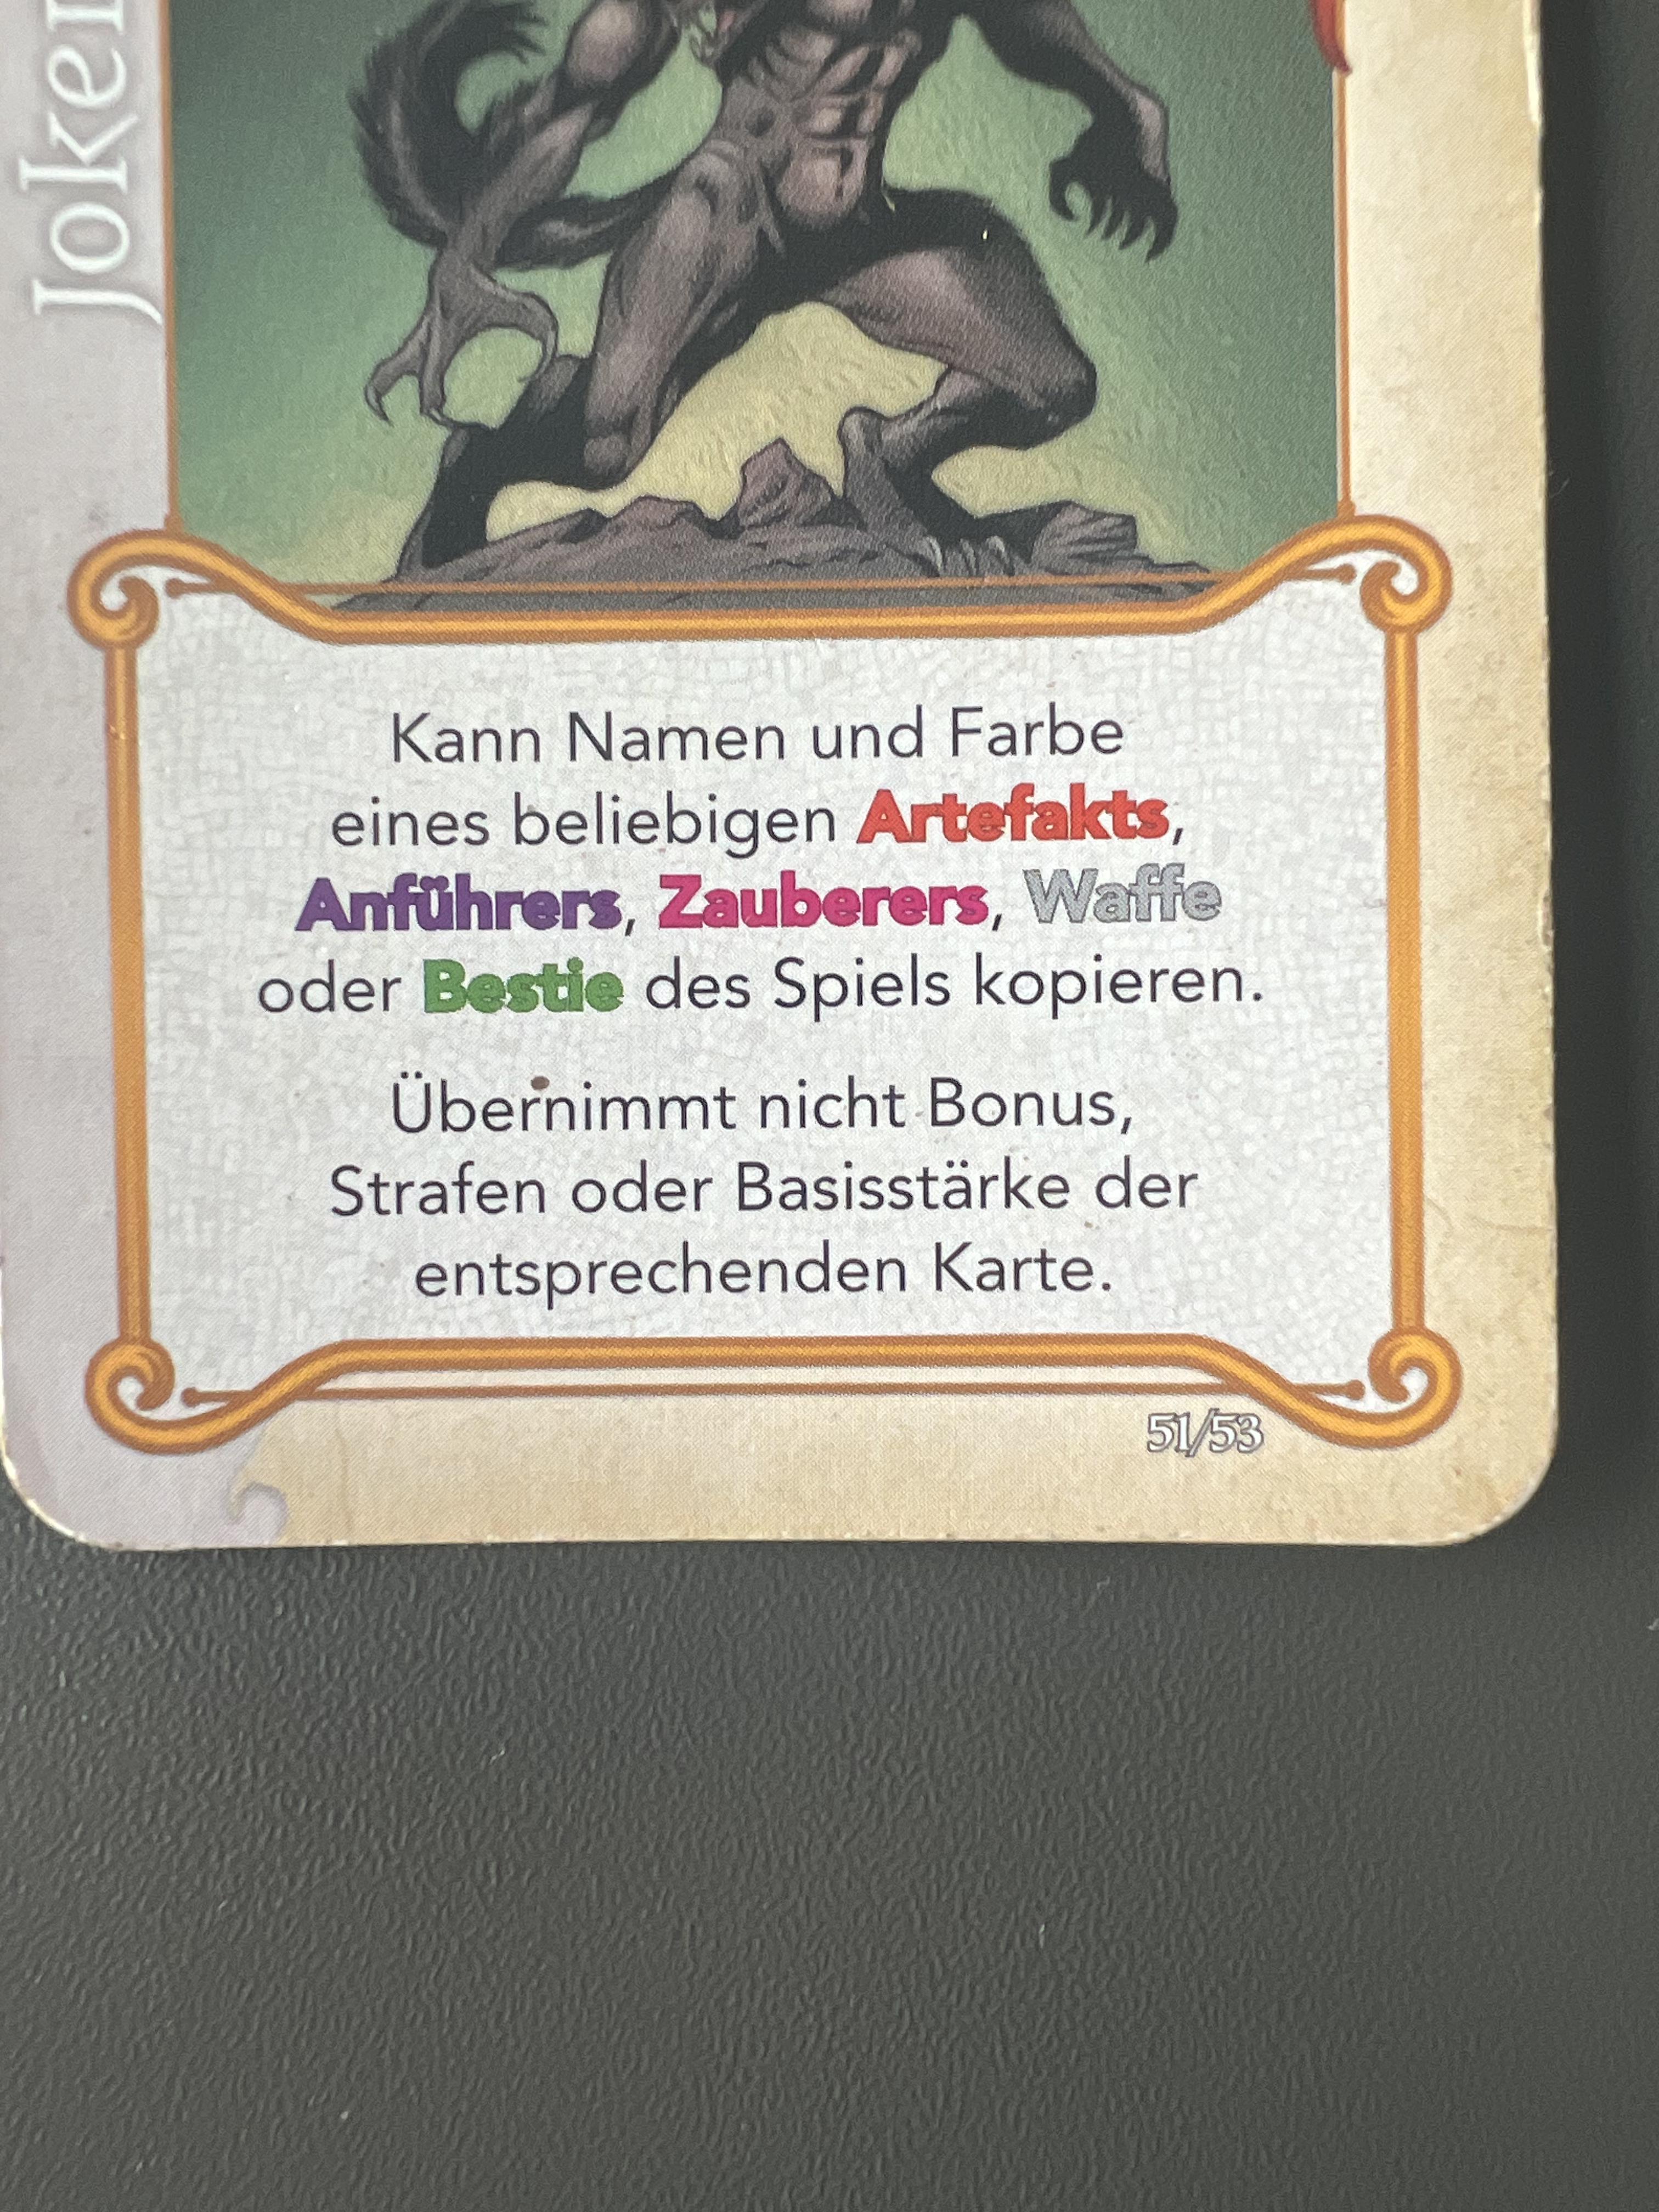 Joker
Kann Namen und Farbe
eines beliebigen Artefakts,
Anführers, Zauberers, Waffe
oder Bestie des Spiels kopieren.
Übernimmt nicht Bonus,
Strafen oder Basisstärke der
entsprechenden Karte.
51/53